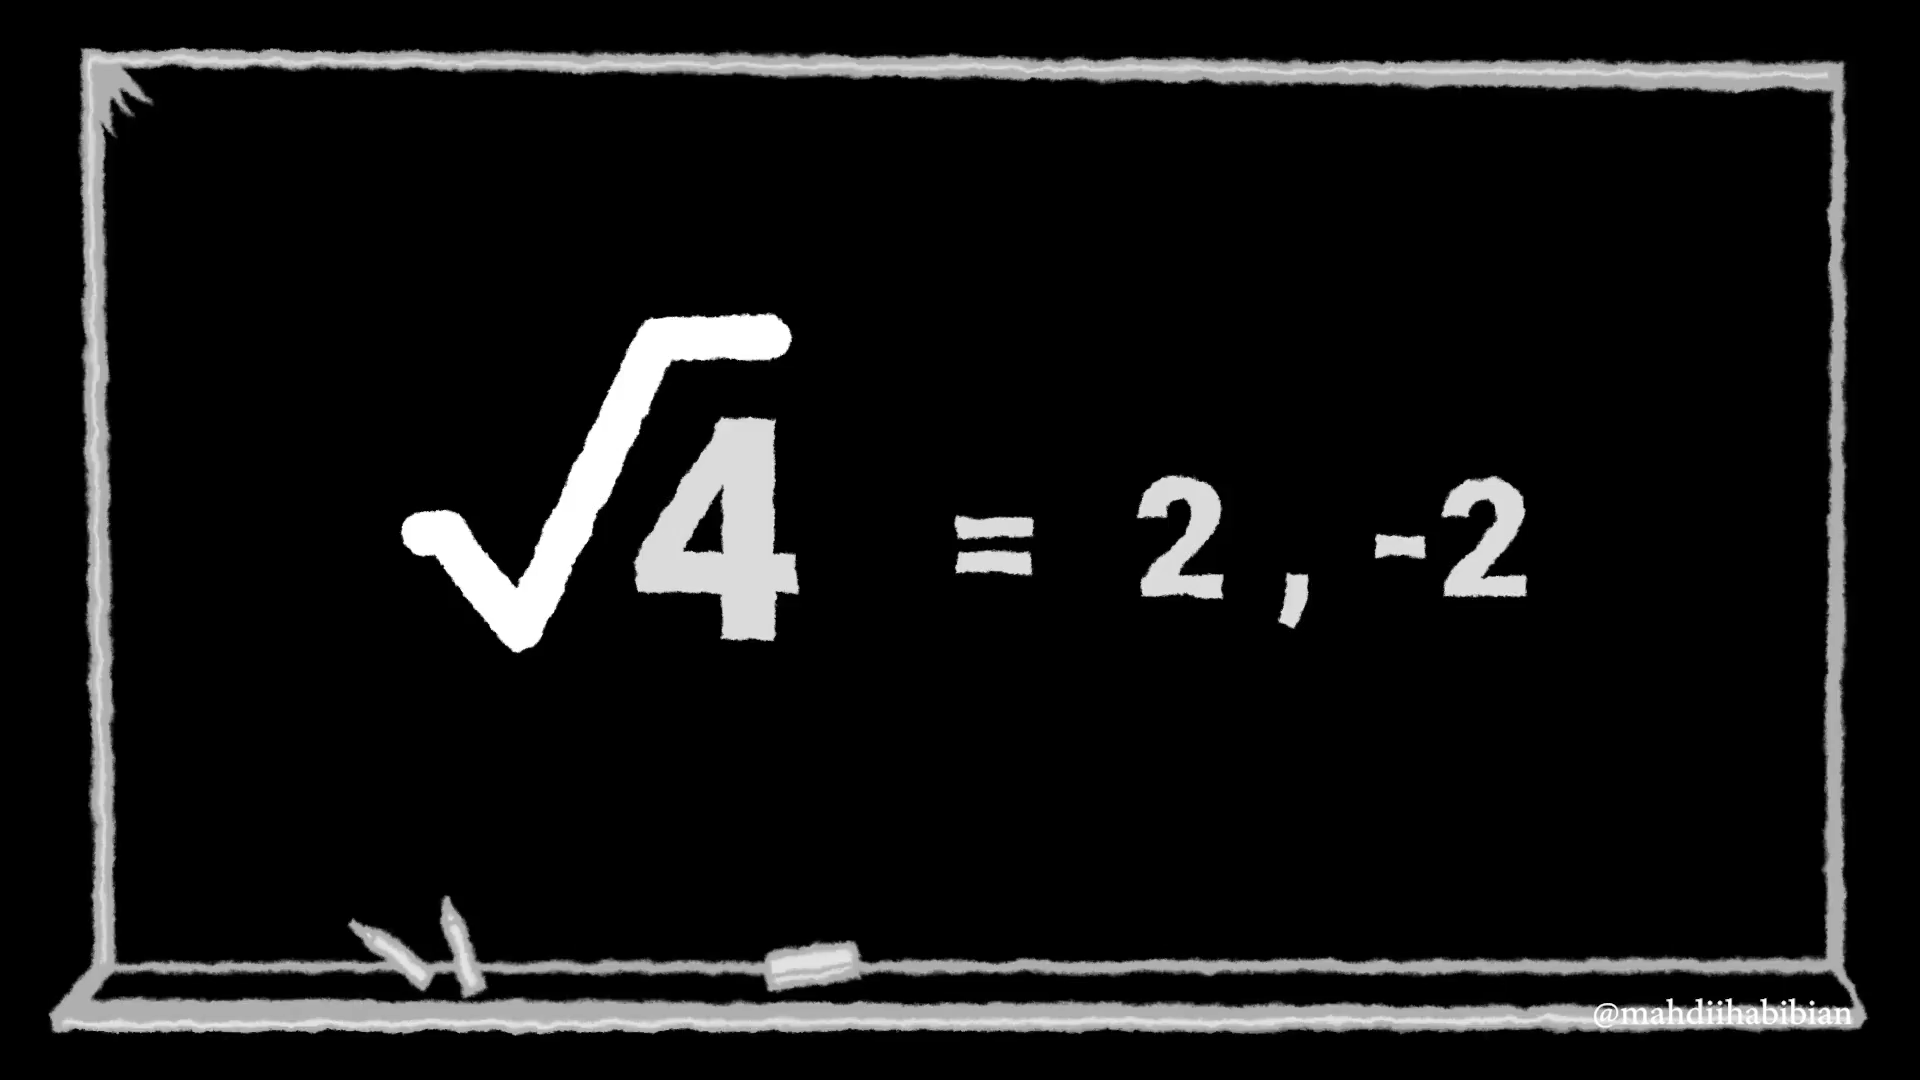 √4 = 2 , -2
@mahdiihabibian